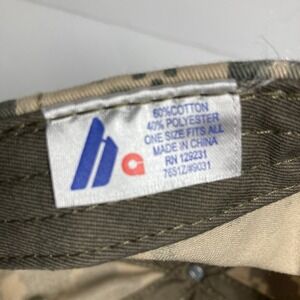 60% COTTON
40% POLYESTER
ONE SIZE FITS ALL
MADE IN CHINA
RN 129231
7651Z/#9031